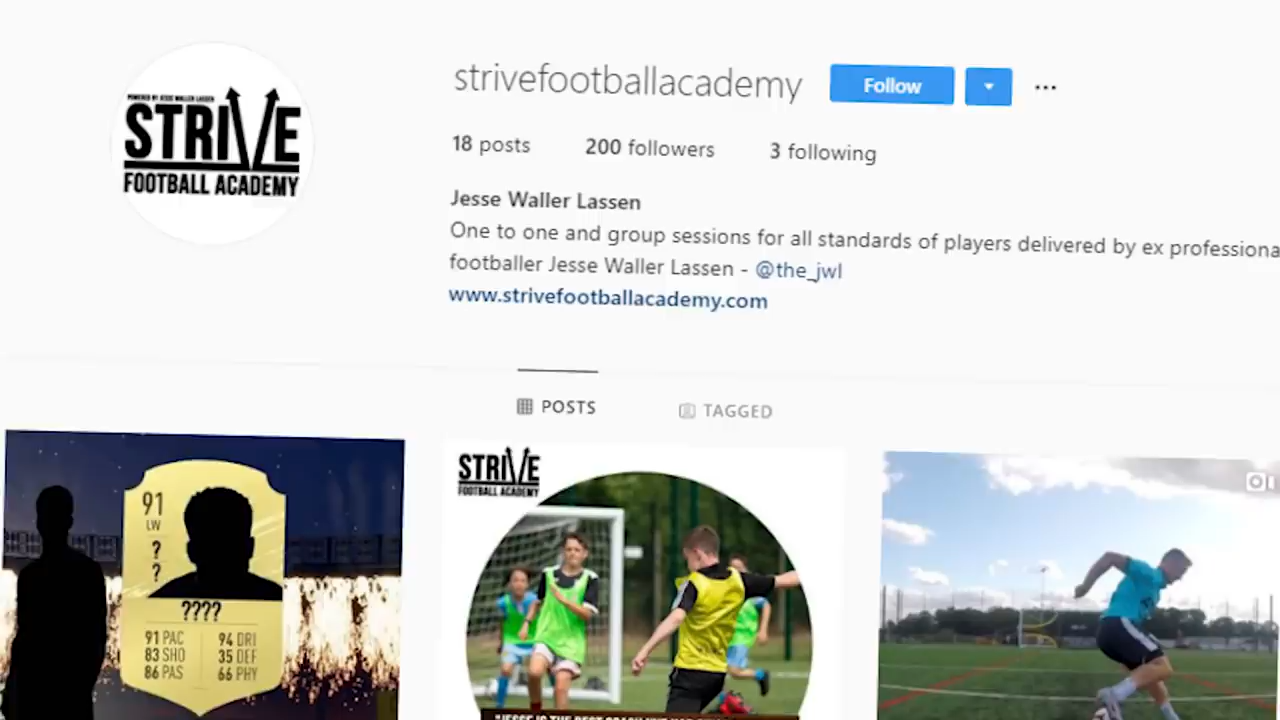 POWERED BY JESSE WALLER LASSEN
STRIVE
FOOTBALL ACADEMY
strivefootballacademy
Follow
18 posts 200 followers 3 following
Jesse Waller Lassen
One to one and group sessions for all standards of players delivered by ex professiona
footballer Jesse Waller Lassen - @the_jwl
www.strivefootballacademy.com
POSTS TAGGED
91
LW
?
?
????
91 PAC 94 DRI
83 SHO 35 DEF
86 PAS 66 PHY
STRIVE
FOOTBALL ACADEMY
"JESSE IS THE BEST COACH